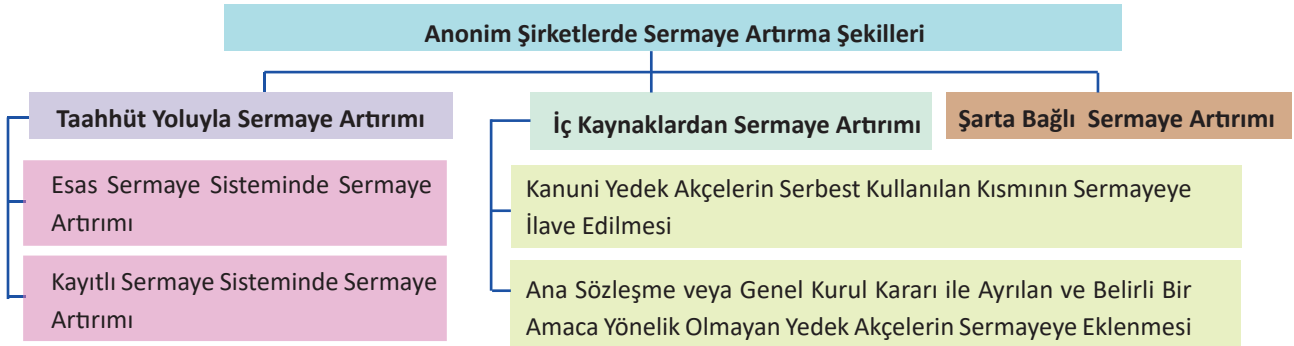 Anonim Şirketlerde Sermaye Artırma Şekilleri
Taahhüt Yoluyla Sermaye Artırımı
Esas Sermaye Sisteminde Sermaye
Artırımı
Kayıtlı Sermaye Sisteminde Sermaye
Artırımı
İç Kaynaklardan Sermaye Artırımı
Kanuni Yedek Akçelerin Serbest Kullanılan Kısmının Sermayeye
İlave Edilmesi
Ana Sözleşme veya Genel Kurul Kararı ile Ayrılan ve Belirli Bir
Amaca Yönelik Olmayan Yedek Akçelerin Sermayeye Eklenmesi
Şarta Bağlı Sermaye Artırımı